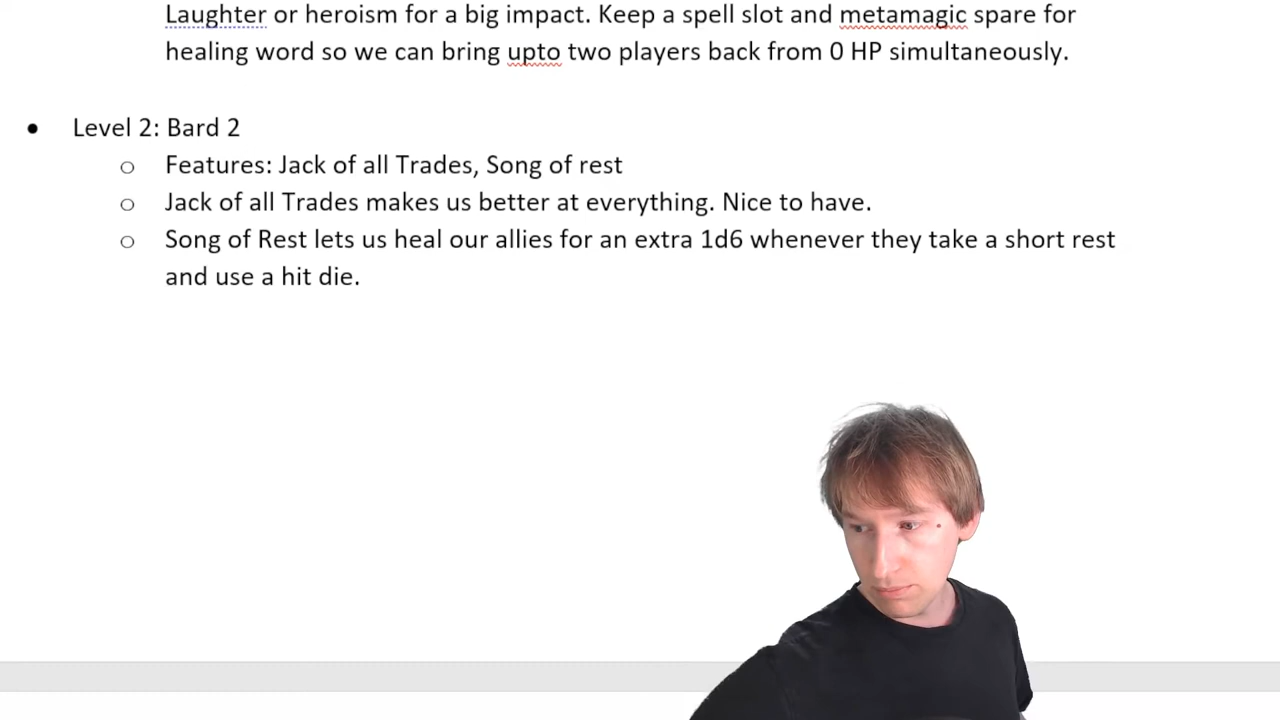 Laughter or heroism for a big impact. Keep a spell slot and metamagic spare for
healing word so we can bring upto two players back from 0 HP simultaneously.
• Level 2: Bard 2
o Features: Jack of all Trades, Song of rest
o Jack of all Trades makes us better at everything. Nice to have.
o Song of Rest lets us heal our allies for an extra 1d6 whenever they take a short rest
and use a hit die.